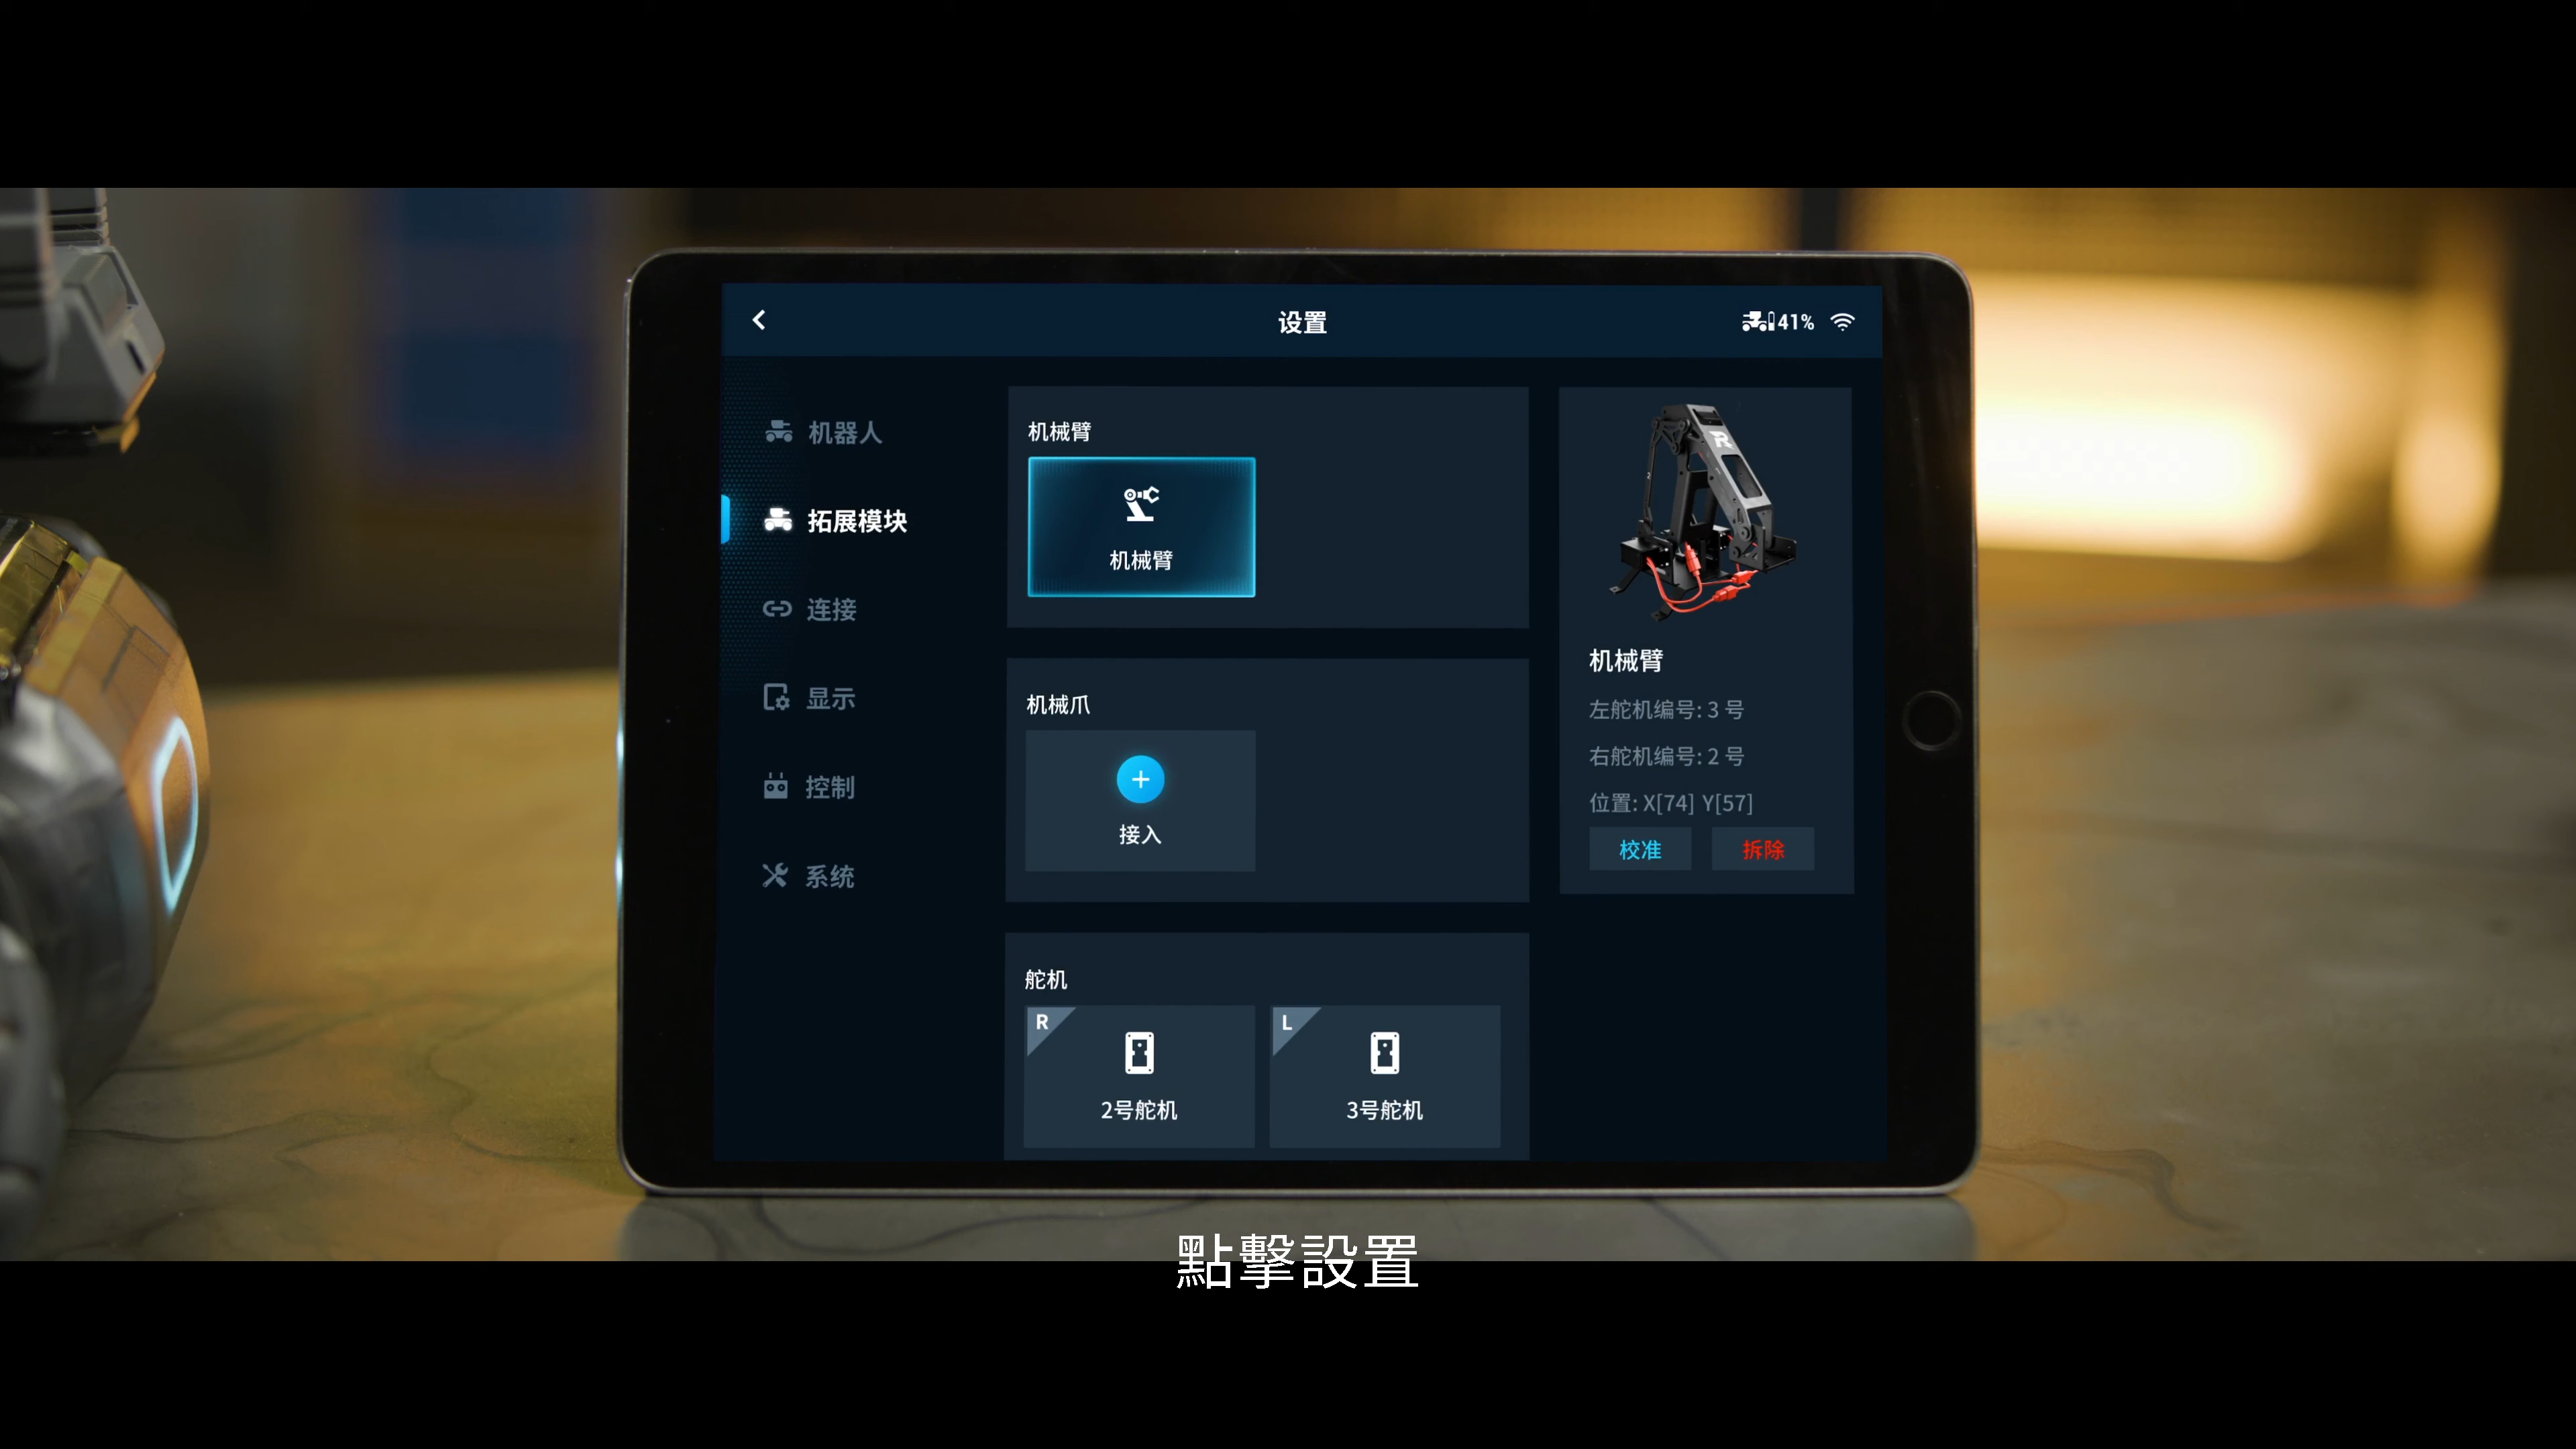 设置
41%
机器人
拓展模块
连接
显示
控制
系统
机械臂
机械臂
机械爪
接入
舵机
R
2号舵机
L
3号舵机
R
机械臂
左舵机编号: 3 号
右舵机编号: 2 号
位置: X[74] Y[57]
校准
拆除
點擊設置